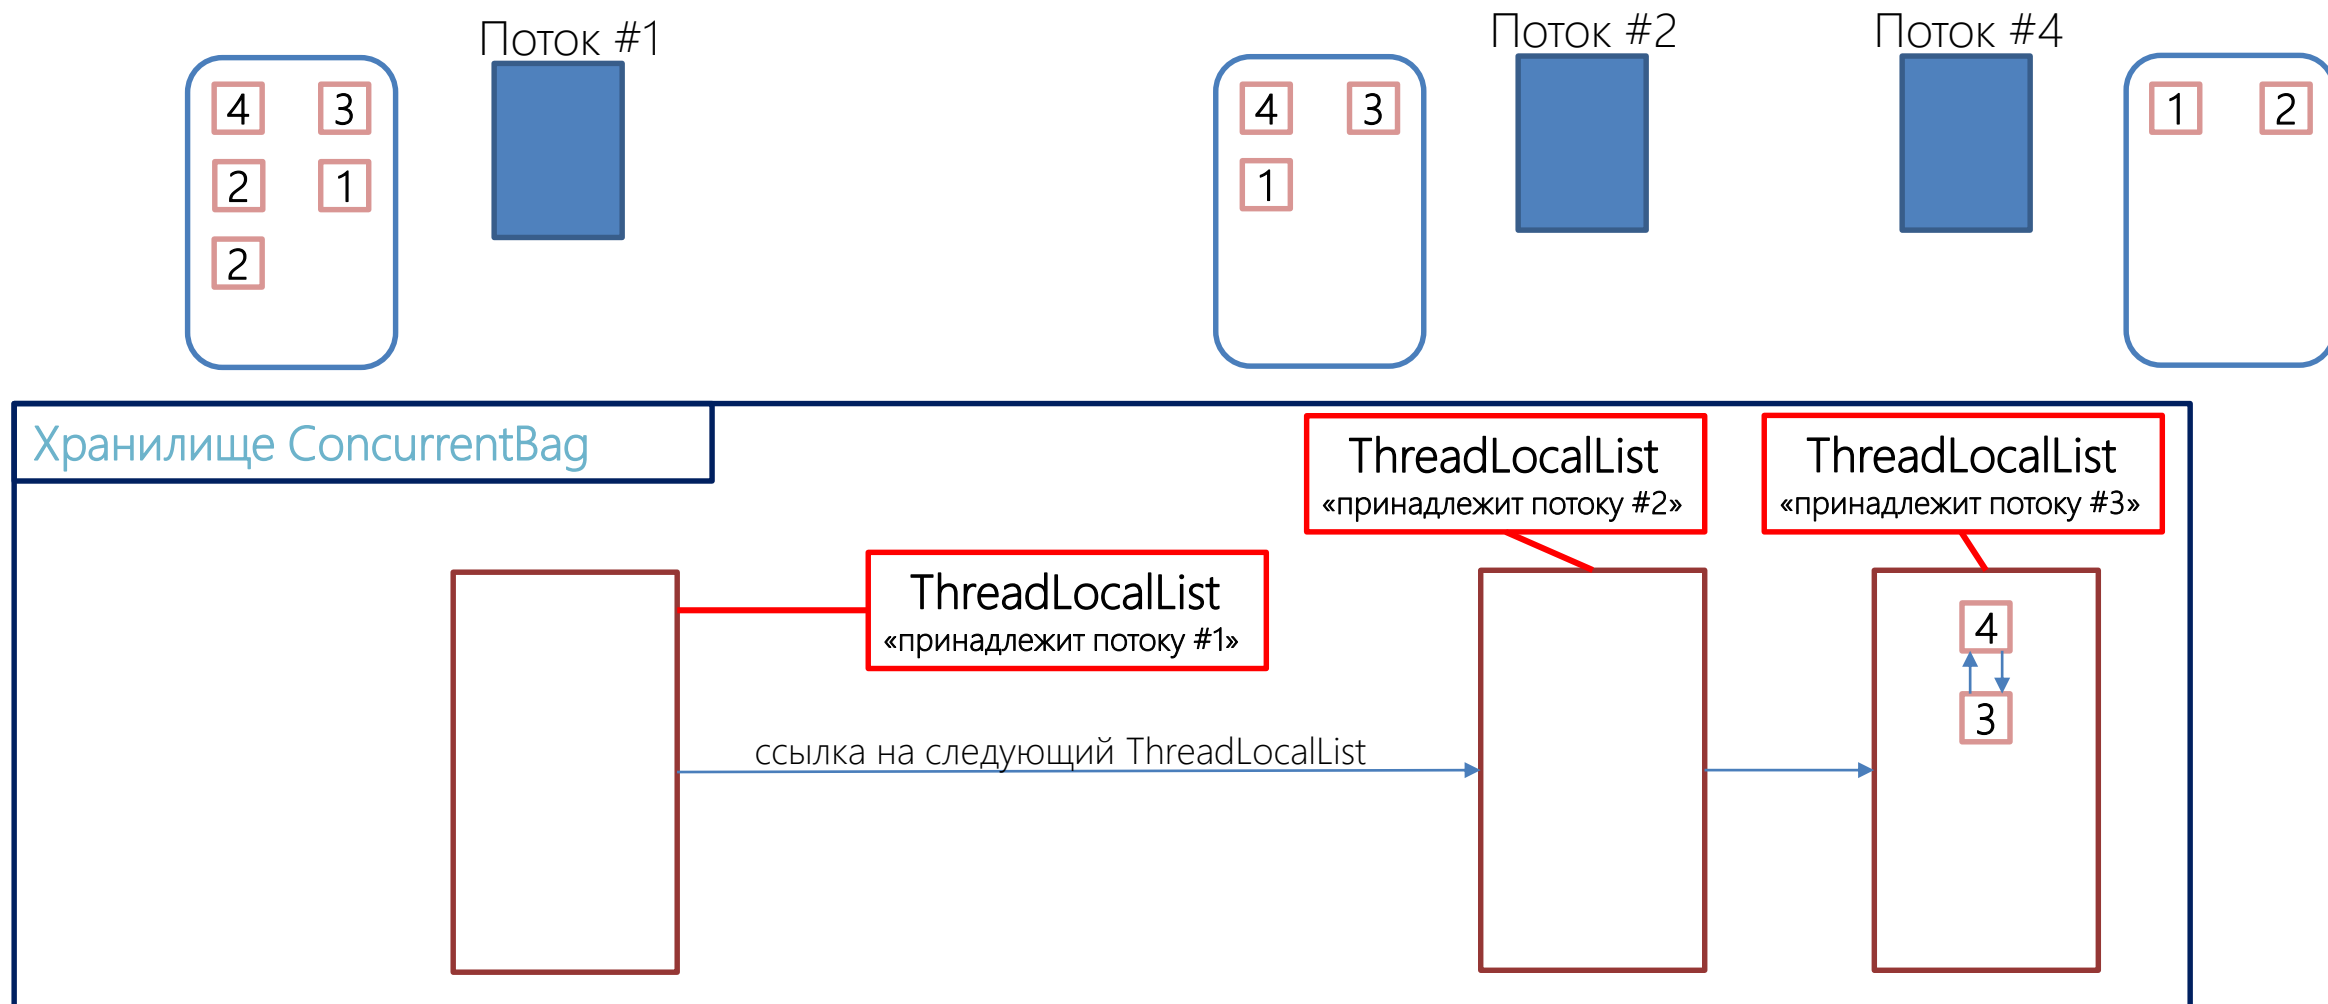 Поток #1
Поток #2
Поток #4
4 3
2 1
2
4 3
1
1 2
Хранилище ConcurrentBag
ThreadLocalList
«принадлежит потоку #2»
ThreadLocalList
«принадлежит потоку #3»
ThreadLocalList
«принадлежит потоку #1»
4
3
ссылка на следующий ThreadLocalList